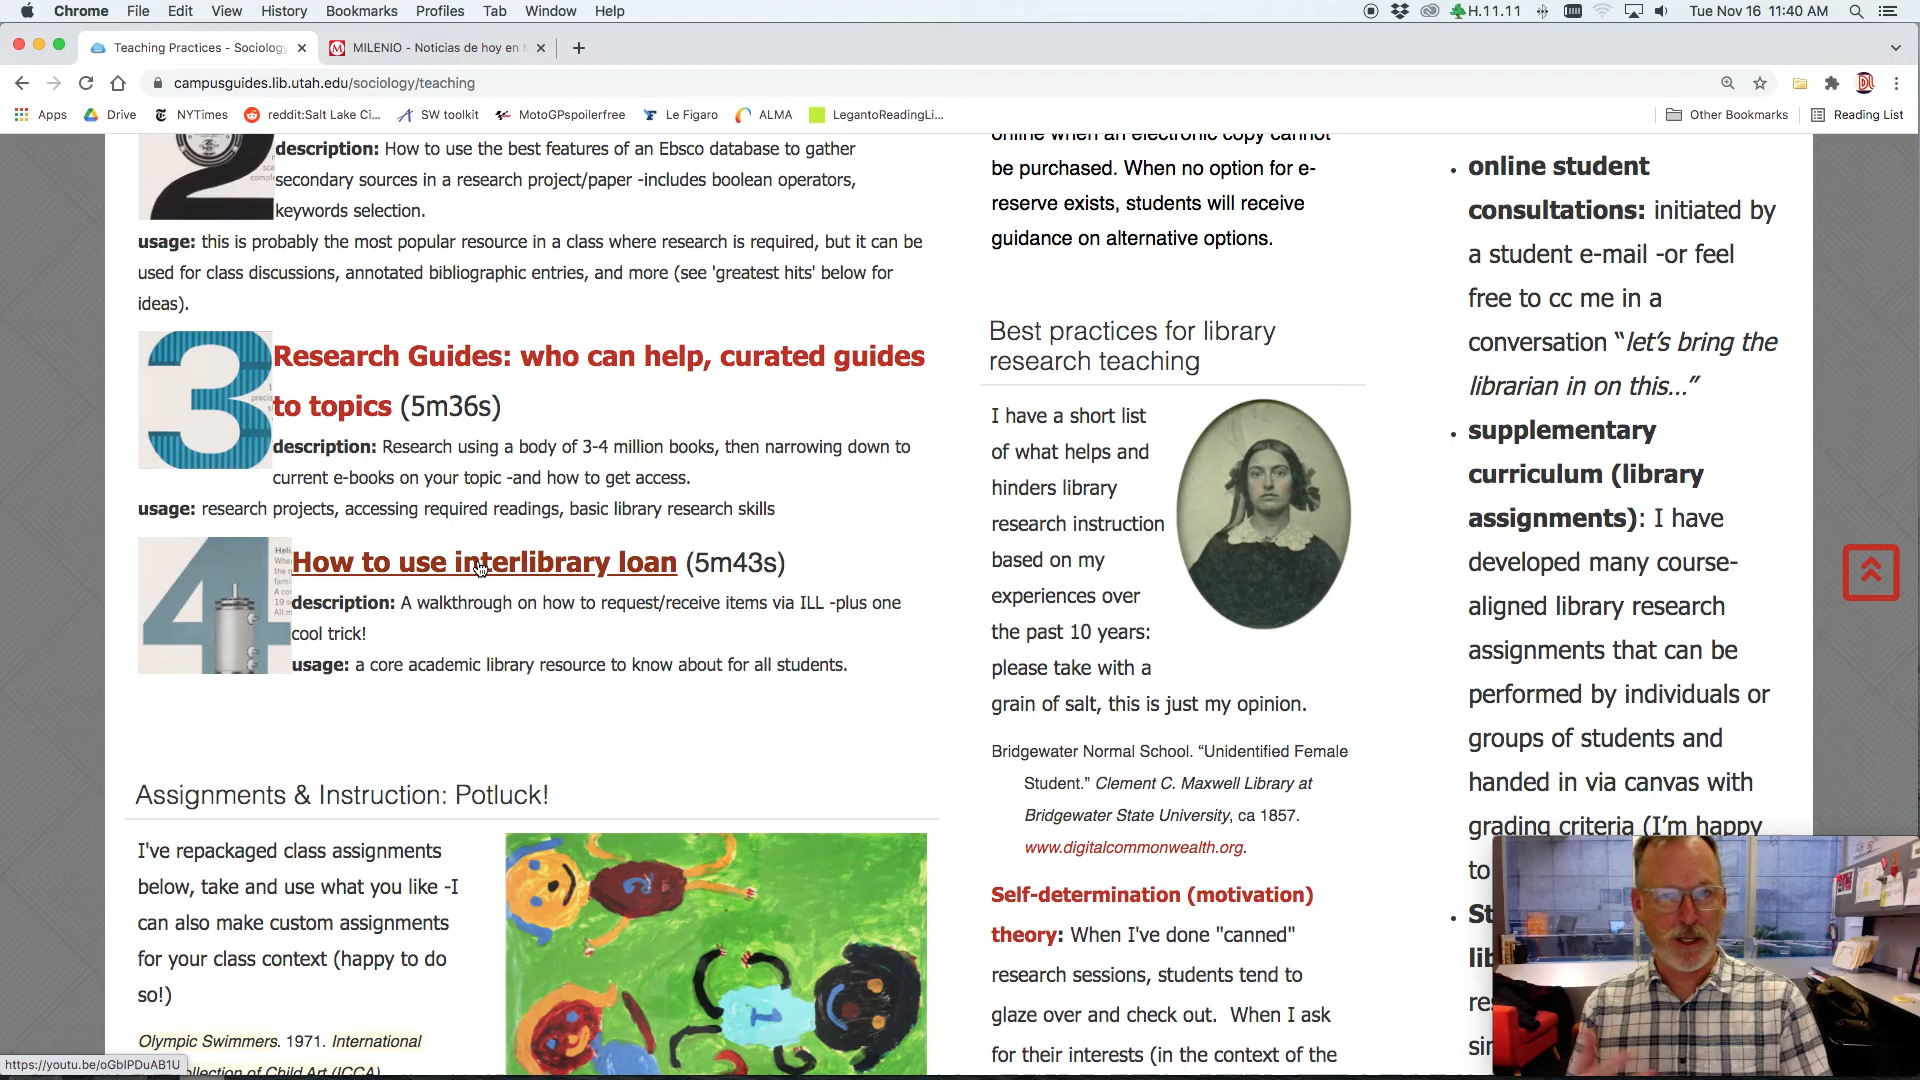 Chrome File Edit View History Bookmarks Profiles Tab Window Help
H.11.11
Tue Nov 16 11:40 AM
Teaching Practices - Sociology
MILENIO - Noticias de hoy en
campusguides.lib.utah.edu/sociology/teaching
Apps Drive NYTimes reddit:Salt Lake Ci... SW toolkit MotoGPspoilerfree Le Figaro ALMA LegantoReadingLi... Other Bookmarks Reading List
description: How to use the best features of an Ebsco database to gather
secondary sources in a research project/paper -includes boolean operators,
keywords selection.
usage: this is probably the most popular resource in a class where research is required, but it can be
used for class discussions, annotated bibliographic entries, and more (see 'greatest hits' below for
ideas).
3
Research Guides: who can help, curated guides
to topics (5m36s)
description: Research using a body of 3-4 million books, then narrowing down to
current e-books on your topic -and how to get access.
usage: research projects, accessing required readings, basic library research skills
4
How to use interlibrary loan (5m43s)
description: A walkthrough on how to request/receive items via ILL -plus one
cool trick!
usage: a core academic library resource to know about for all students.
Assignments & Instruction: Potluck!
I've repackaged class assignments
below, take and use what you like -I
can also make custom assignments
for your class context (happy to do
so!)
Olympic Swimmers. 1971. International
Collection of Child Art (ICCA)
https://youtu.be/oGbIPDuAB1U
online when an electronic copy cannot
be purchased. When no option for e-
reserve exists, students will receive
guidance on alternative options.
Best practices for library
research teaching
I have a short list
of what helps and
hinders library
research instruction
based on my
experiences over
the past 10 years:
please take with a
grain of salt, this is just my opinion.
Bridgewater Normal School. “Unidentified Female
Student.” Clement C. Maxwell Library at
Bridgewater State University, ca 1857.
www.digitalcommonwealth.org.
Self-determination (motivation)
theory: When I've done "canned"
research sessions, students tend to
glaze over and check out. When I ask
for their interests (in the context of the
online student
consultations: initiated by
a student e-mail -or feel
free to cc me in a
conversation “let’s bring the
librarian in on this...”
supplementary
curriculum (library
assignments): I have
developed many course-
aligned library research
assignments that can be
performed by individuals or
groups of students and
handed in via canvas with
grading criteria (I’m happy
to
St
lib
res
sin